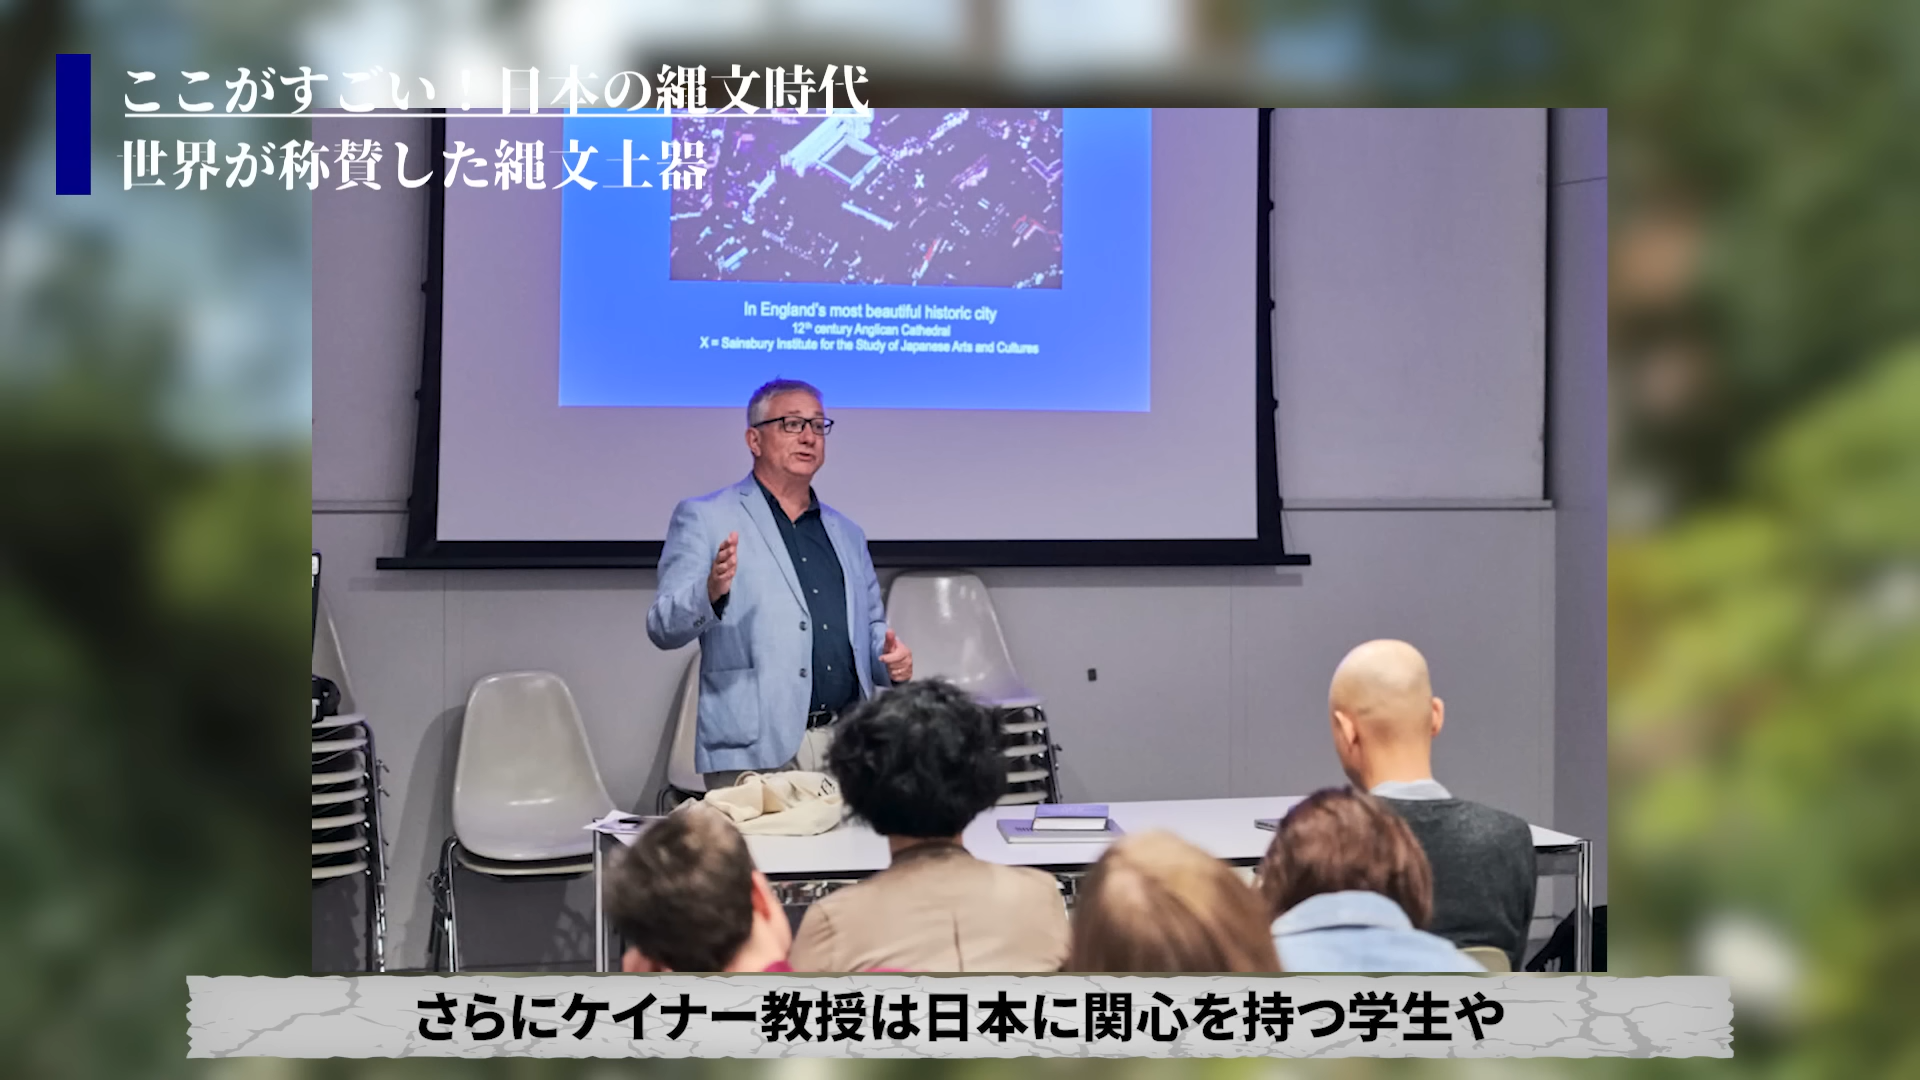 ここがすごい！日本の縄文時代
世界が称賛した縄文土器
X
In England's most beautiful historic city
12th century Anglican Cathedral
X = Sainsbury Institute for the Study of Japanese Arts and Cultures
さらにケイナー教授は日本に関心を持つ学生や